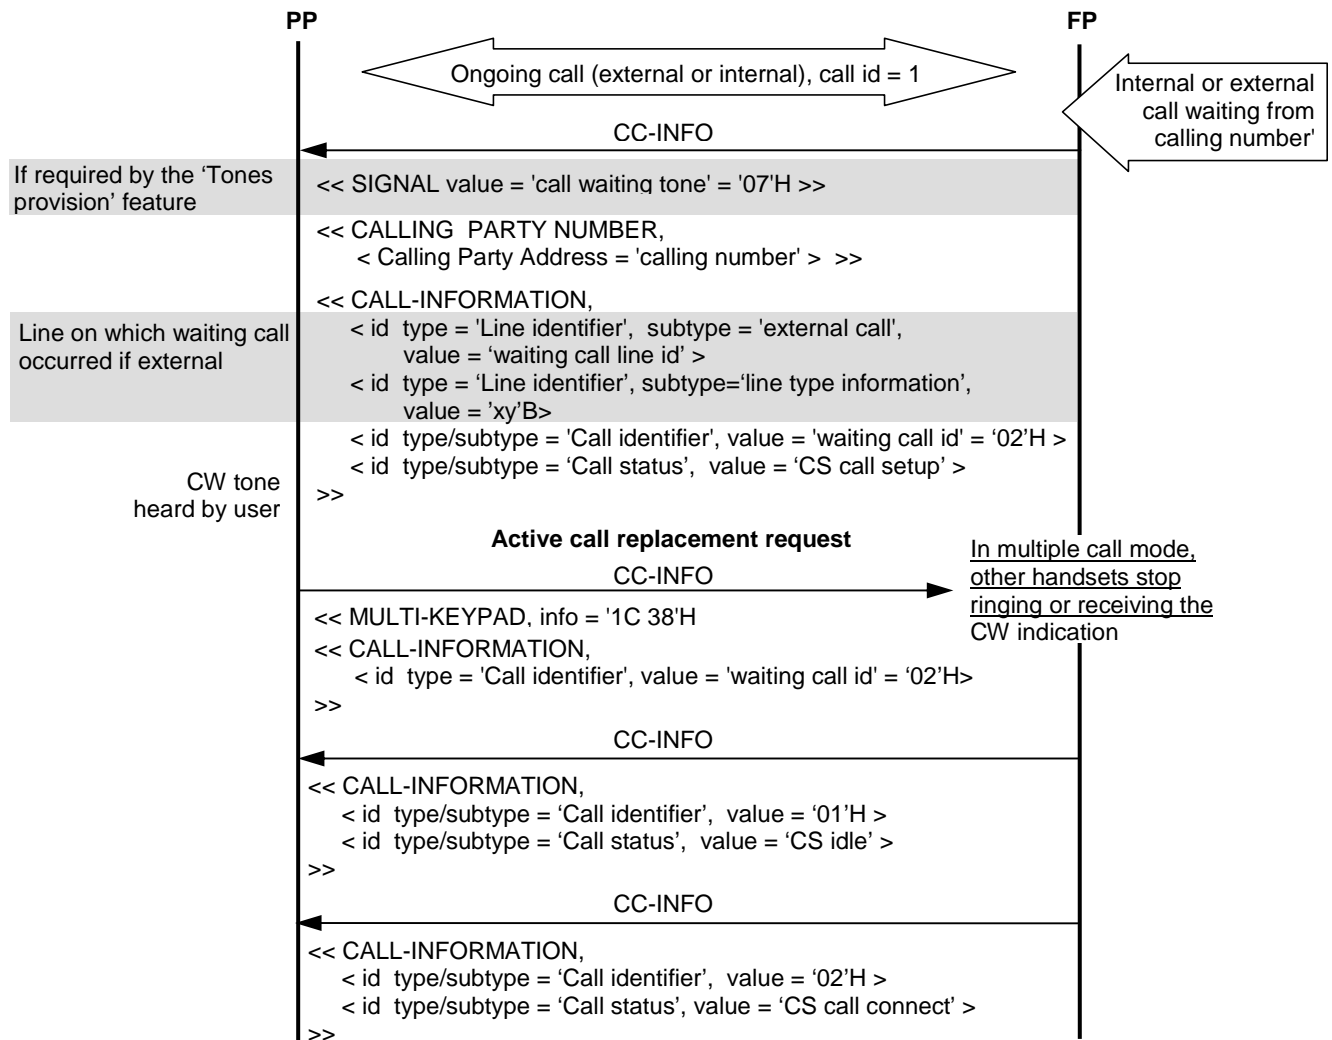 PP
FP
Ongoing call (external or internal), call id = 1
Internal or external
call waiting from
calling number'
CC-INFO
If required by the ‘Tones
provision’ feature
<< SIGNAL value = 'call waiting tone' = '07'H >>
<< CALLING  PARTY NUMBER,
< Calling Party Address = 'calling number' >  >>
<< CALL-INFORMATION,
Line on which waiting call
occurred if external
< id  type = 'Line identifier',  subtype = 'external call',
value = ‘waiting call line id’ >
< id  type = ‘Line identifier’, subtype=‘line type information’,
value = ’xy’B>
< id  type/subtype = 'Call identifier', value = 'waiting call id' = ‘02’H >
< id  type/subtype = ‘Call status’,  value = ‘CS call setup’ >
>>
CW tone
heard by user
Active call replacement request
CC-INFO
In multiple call mode,
other handsets stop
ringing or receiving the
CW indication
<< MULTI-KEYPAD, info = '1C 38'H
<< CALL-INFORMATION,
< id  type = 'Call identifier', value = 'waiting call id' = ‘02’H>
>>
CC-INFO
<< CALL-INFORMATION,
< id  type/subtype = ‘Call identifier’,  value = ‘01’H >
< id  type/subtype = ‘Call status’,  value = ‘CS idle’ >
>>
CC-INFO
<< CALL-INFORMATION,
< id  type/subtype = ‘Call identifier’,  value = ‘02’H >
< id  type/subtype = ‘Call status’, value = ‘CS call connect’ >
>>